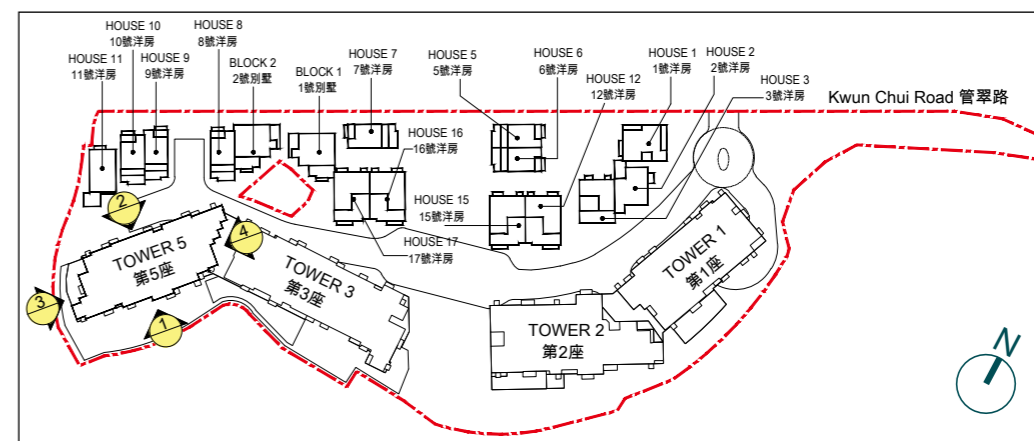 HOUSE 10
10號洋房
HOUSE 8
8號洋房
HOUSE 11
11號洋房
HOUSE 9
9號洋房
BLOCK 2
2號別墅
BLOCK 1
1號別墅
HOUSE 7
7號洋房
HOUSE 5
5號洋房
HOUSE 6
6號洋房
HOUSE 12
12號洋房
HOUSE 1
1號洋房
HOUSE 2
2號洋房
HOUSE 3
3號洋房
Kwun Chui Road 管翠路
HOUSE 16
16號洋房
HOUSE 15
15號洋房
HOUSE 17
17號洋房
2
4
3
1
TOWER 5
第5座
TOWER 3
第3座
TOWER 2
第2座
TOWER 1
第1座
N